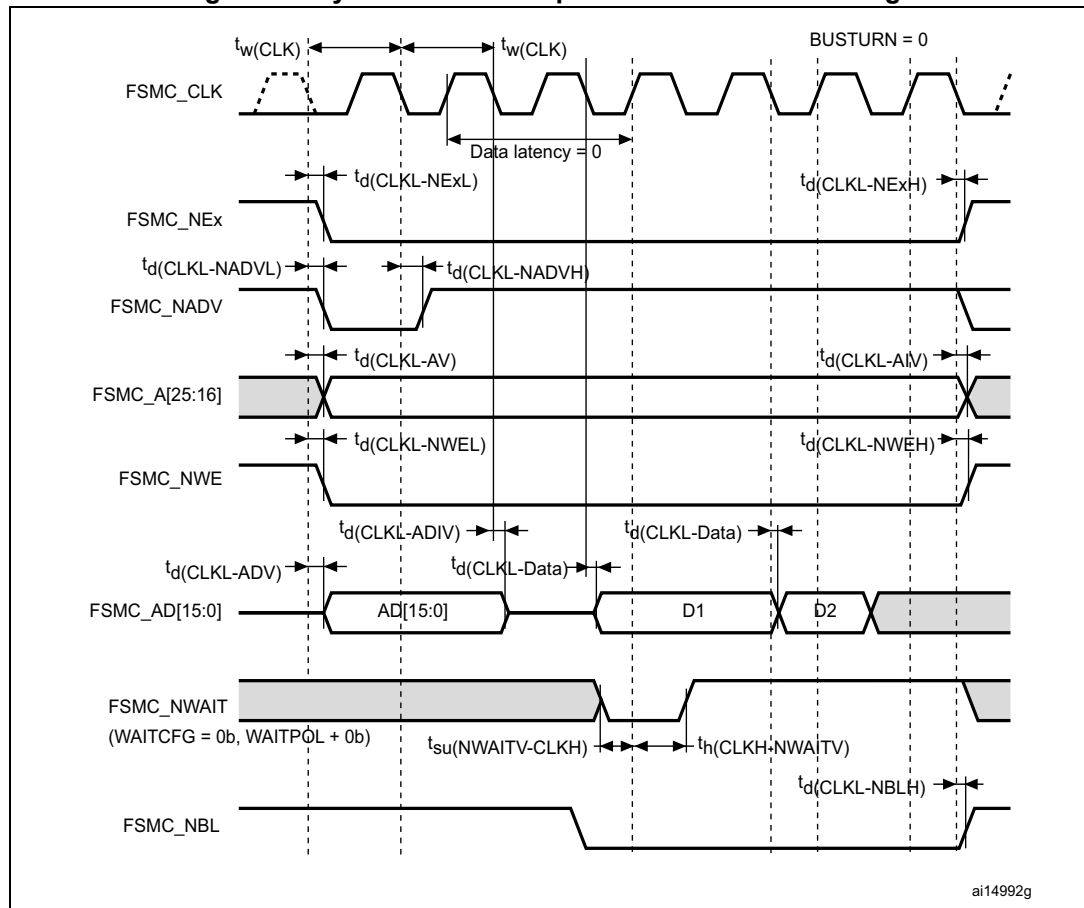 tw(CLK) tw(CLK) BUSTURN = 0
FSMC_CLK
Data latency = 0
td(CLKL-NExL) td(CLKL-NExH)
FSMC_NEx
td(CLKL-NADVL) td(CLKL-NADVH)
FSMC_NADV
td(CLKL-AV) td(CLKL-AIV)
FSMC_A[25:16]
td(CLKL-NWEL) td(CLKL-NWEH)
FSMC_NWE
td(CLKL-ADIV) td(CLKL-Data)
td(CLKL-ADV) td(CLKL-Data)
FSMC_AD[15:0] AD[15:0] D1 D2
FSMC_NWAIT
(WAITCFG = 0b, WAITPOL + 0b)
tsu(NWAITV-CLKH) th(CLKH-NWAITV)
td(CLKL-NBLH)
FSMC_NBL
ai14992g